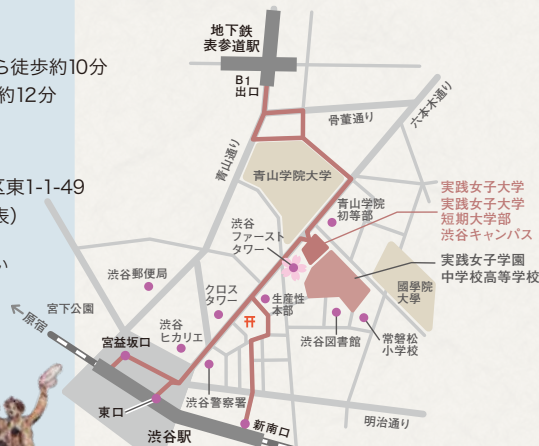 地下鉄
表参道駅
B1
出口
ら徒歩約10分
約12分
骨董通り
六本木通り
青山通り
青山学院大学
区東1-1-49
表）
実践女子大学
実践女子大学
短期大学部
渋谷キャンパス
青山学院
初等部
渋谷
ファースト
タワー
い
実践女子学園
中学校高等学校
渋谷郵便局
國學院
大學
クロス
タワー
生産性
本部
宮下公園
原宿
渋谷
ヒカリエ
宮益坂口
渋谷図書館
常磐松
小学校
渋谷警察署
東口
新南口
明治通り
渋谷駅